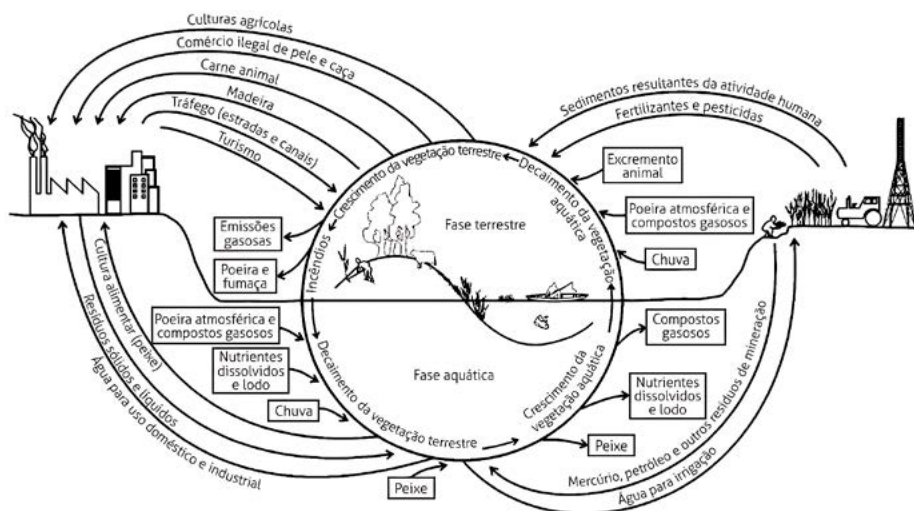 Culturas agrícolas
Comércio ilegal de pele e caça
Carne animal
Madeira
Tráfego (estradas e canais)
Turismo
Sedimentos resultantes da atividade humana
Fertilizantes e pesticidas
Crescimento da vegetação terrestre
Decaimento da vegetação
aquática
Excremento
animal
Poeira atmosférica e
compostos gasosos
Chuva
Emissões
gasosas
Poeira e
fumaça
Incêndios
Fase terrestre
Poeira atmosférica e
compostos gasosos
Nutrientes
dissolvidos
e lodo
Chuva
Decaimento da vegetação terrestre
Fase aquática
Crescimento da
vegetação aquática
Compostos
gasosos
Nutrientes
dissolvidos
e lodo
Peixe
Peixe
Cultura alimentar (peixe)
Resíduos sólidos e líquidos
Água para uso doméstico e industrial
Mercúrio, petróleo e outros resíduos de mineração
Água para irrigação